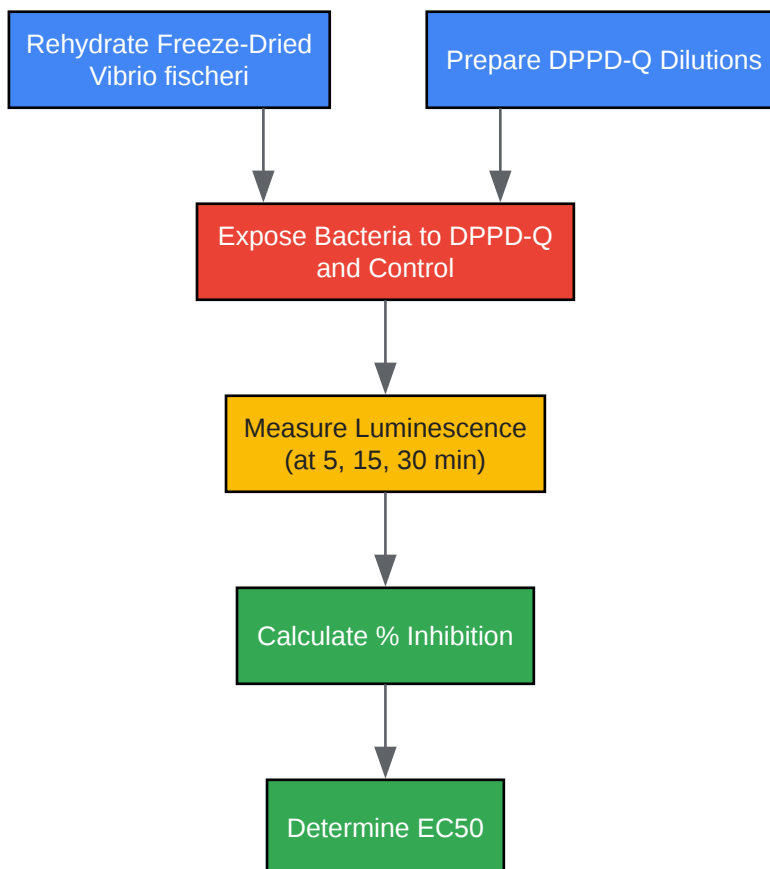 Rehydrate Freeze-Dried
Vibrio fischeri
Prepare DPPD-Q Dilutions
Expose Bacteria to DPPD-Q
and Control
Measure Luminescence
(at 5, 15, 30 min)
Calculate % Inhibition
Determine EC50